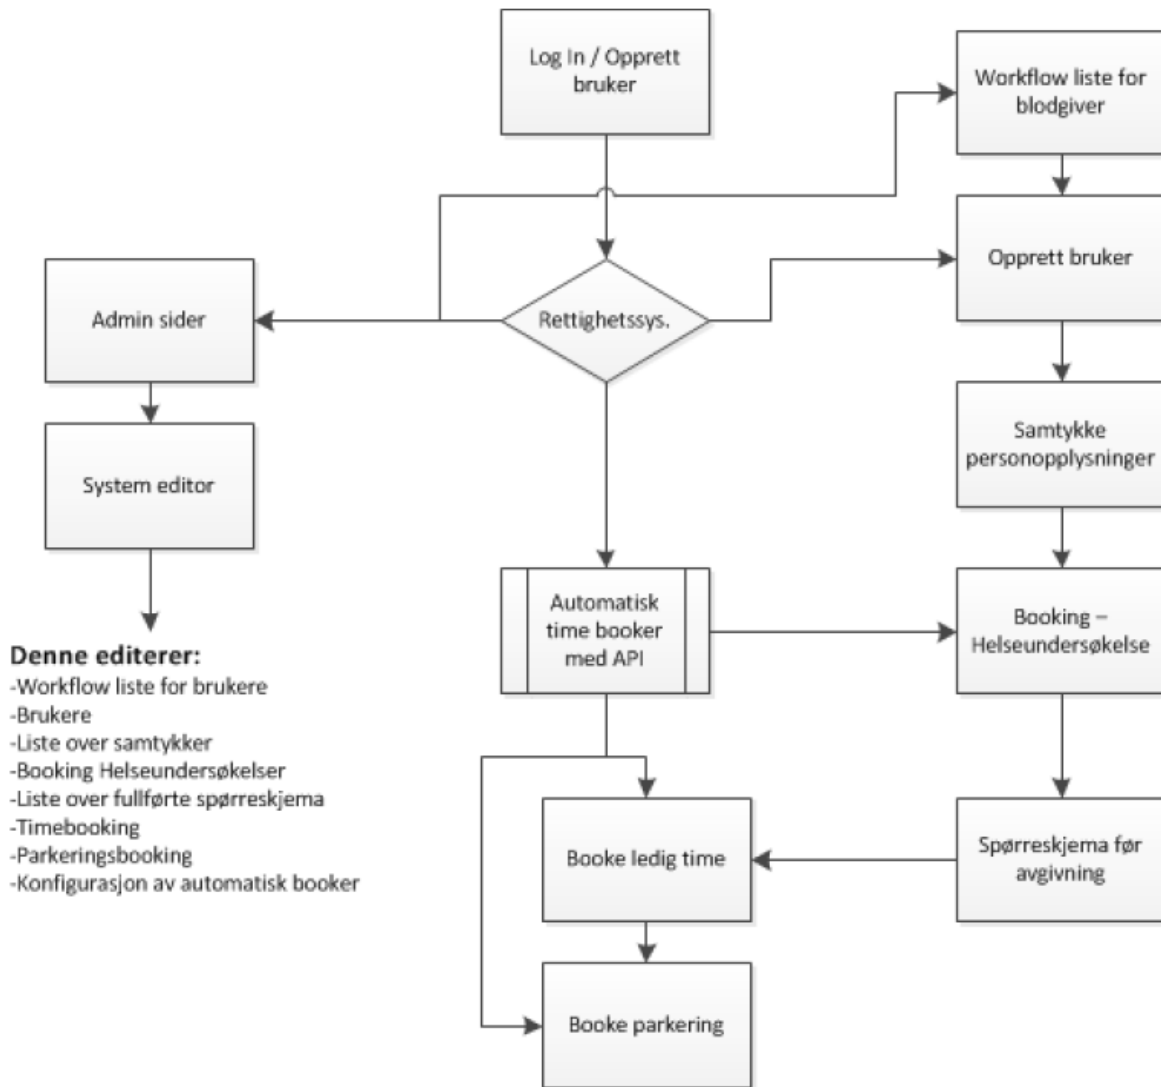 Log In / Opprett
bruker
Workflow liste for
blodgiver
Opprett bruker
Admin sider
Rettighetssys.
Samtykke
personopplysninger
System editor
Automatisk
time booker
med API
Booking –
Helseundersøkelse
Denne editerer:
-Workflow liste for brukere
-Brukere
-Liste over samtykker
-Booking Helseundersøkelser
-Liste over fullførte spørreskjema
-Timebooking
-Parkeringsbooking
-Konfigurasjon av automatisk booker
Booke ledig time
Spørreskjema før
avgivning
Booke parkering